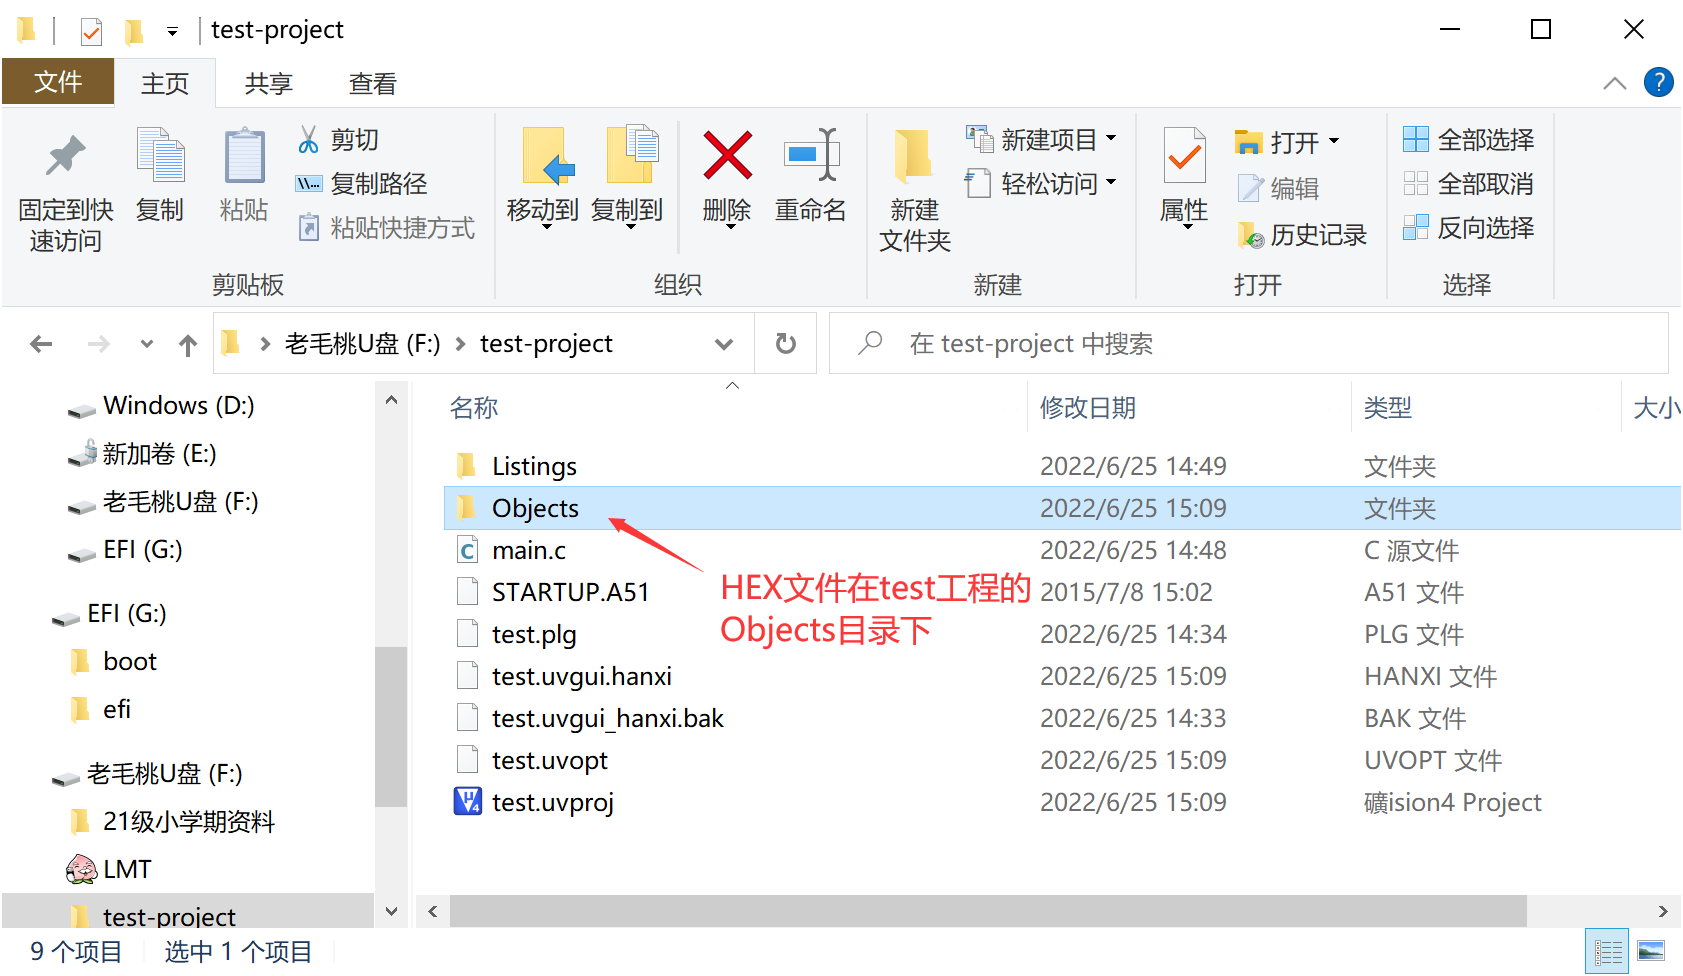 test-project
文件 主页 共享 查看
固定到快速访问
复制
粘贴
剪切
复制路径
粘贴快捷方式
剪贴板
移动到
复制到
删除
重命名
组织
新建
文件夹
新建项目
轻松访问
新建
属性
打开
编辑
历史记录
打开
全部选择
全部取消
反向选择
选择
老毛桃U盘 (F:) test-project
在 test-project 中搜索
Windows (D:)
新加卷 (E:)
老毛桃U盘 (F:)
EFI (G:)
EFI (G:)
boot
efi
老毛桃U盘 (F:)
21级小学期资料
LMT
test-project
名称 修改日期 类型 大小
Listings 2022/6/25 14:49 文件夹
Objects 2022/6/25 15:09 文件夹
main.c 2022/6/25 14:48 C 源文件
STARTUP.A51 2015/7/8 15:02 A51 文件
test.plg 2022/6/25 14:34 PLG 文件
test.uvgui.hanxi 2022/6/25 15:09 HANXI 文件
test.uvgui_hanxi.bak 2022/6/25 14:33 BAK 文件
test.uvopt 2022/6/25 15:09 UVOPT 文件
test.uvproj 2022/6/25 15:09 礦ision4 Project
HEX文件在test工程的
Objects目录下
9 个项目 选中 1 个项目